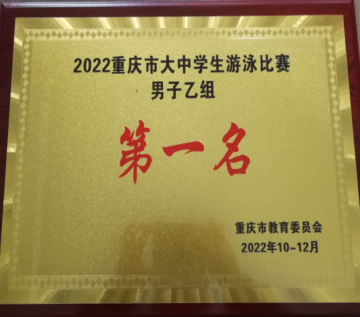 2022重庆市大中学生游泳比赛
男子乙组
第一名
重庆市教育委员会
2022年10-12月